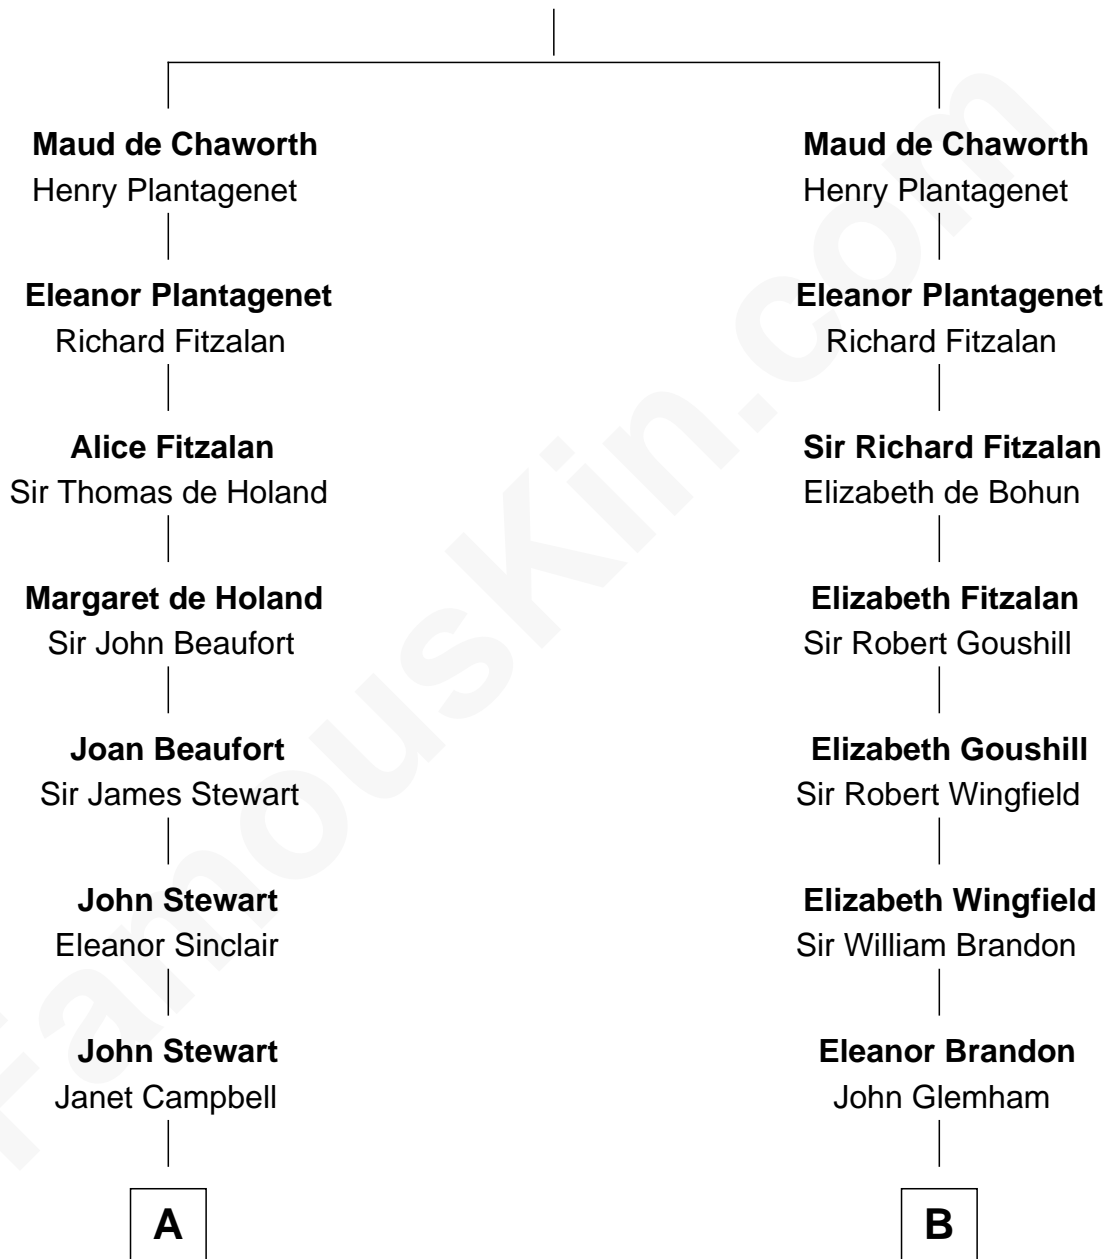 Maud de Chaworth
Henry Plantagenet
Eleanor Plantagenet
Richard Fitzalan
Alice Fitzalan
Sir Thomas de Holand
Margaret de Holand
Sir John Beaufort
Joan Beaufort
Sir James Stewart
John Stewart
Eleanor Sinclair
John Stewart
Janet Campbell
A
Maud de Chaworth
Henry Plantagenet
Eleanor Plantagenet
Richard Fitzalan
Sir Richard Fitzalan
Elizabeth de Bohun
Elizabeth Fitzalan
Sir Robert Goushill
Elizabeth Goushill
Sir Robert Wingfield
Elizabeth Wingfield
Sir William Brandon
Eleanor Brandon
John Glemham
B
FamousKin.com